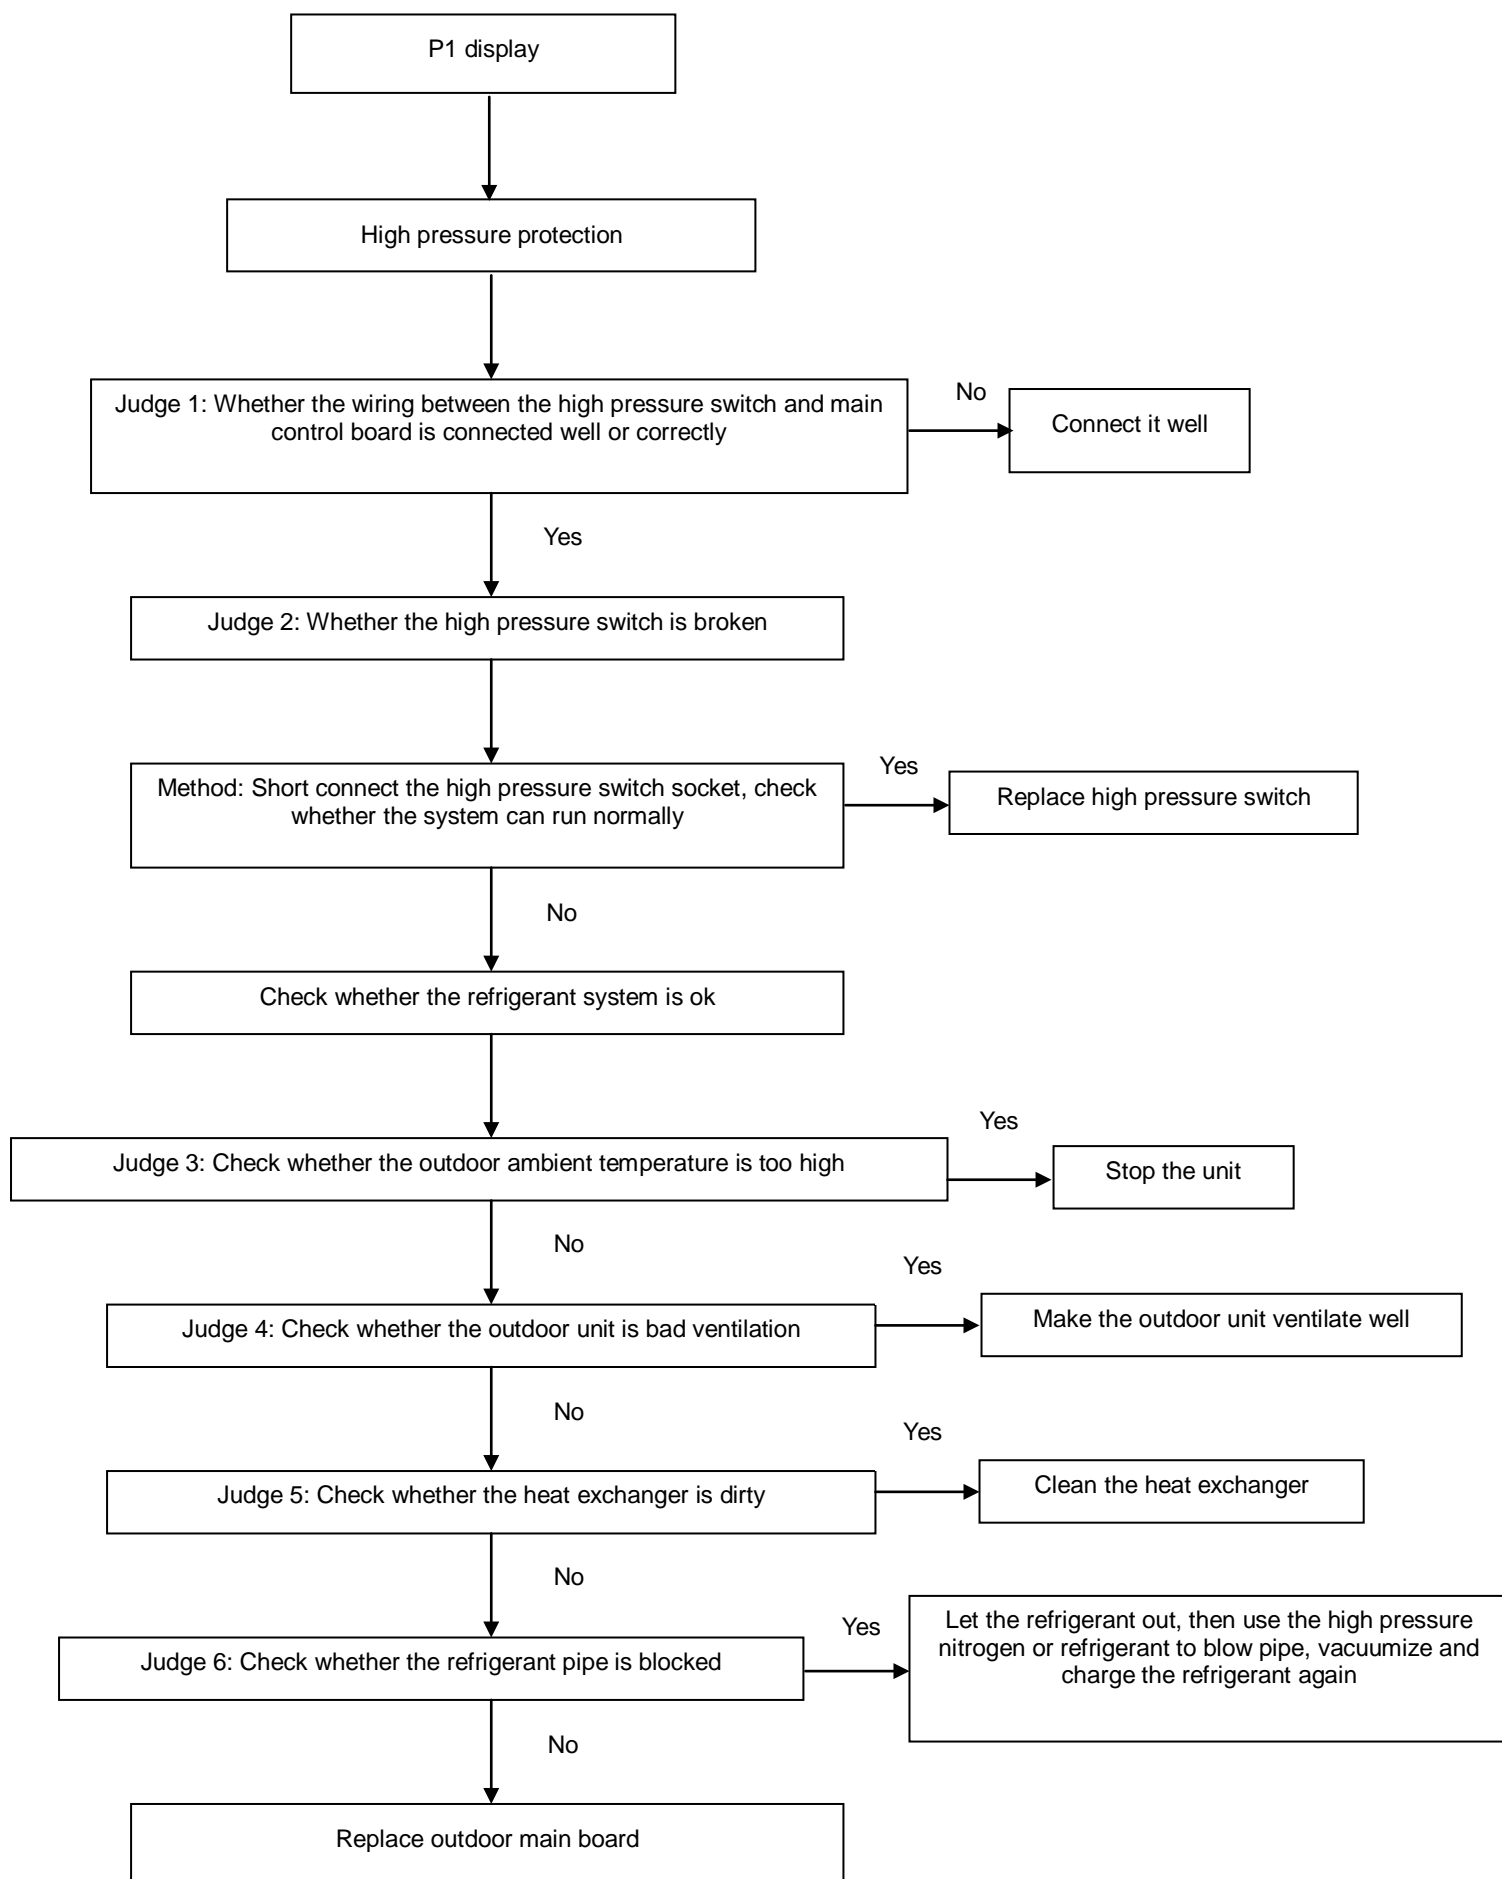 P1 display
High pressure protection
Judge 1: Whether the wiring between the high pressure switch and main
control board is connected well or correctly
No
Connect it well
Yes
Judge 2: Whether the high pressure switch is broken
Method: Short connect the high pressure switch socket, check
whether the system can run normally
Yes
Replace high pressure switch
No
Check whether the refrigerant system is ok
Judge 3: Check whether the outdoor ambient temperature is too high
Yes
Stop the unit
No
Judge 4: Check whether the outdoor unit is bad ventilation
Yes
Make the outdoor unit ventilate well
No
Judge 5: Check whether the heat exchanger is dirty
Yes
Clean the heat exchanger
No
Judge 6: Check whether the refrigerant pipe is blocked
Yes
Let the refrigerant out, then use the high pressure
nitrogen or refrigerant to blow pipe, vacuumize and
charge the refrigerant again
No
Replace outdoor main board